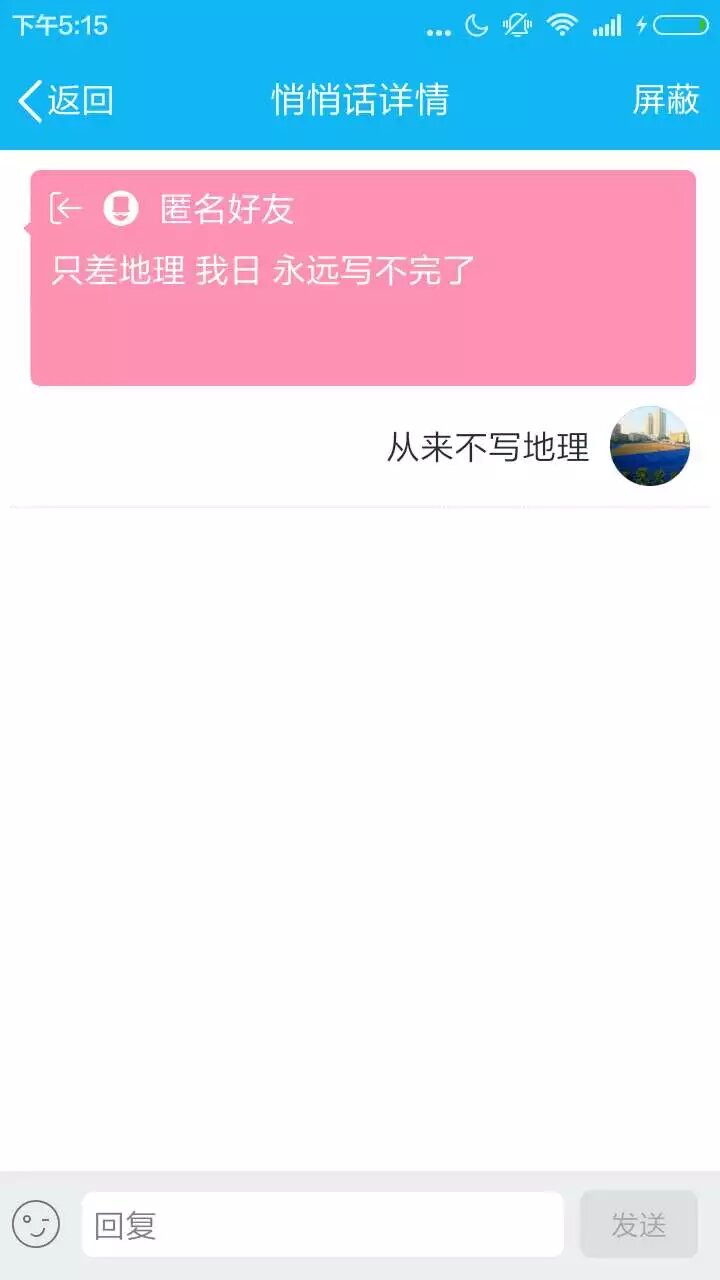 下午5:15
返回 悄悄话详情 屏蔽
匿名好友
只差地理 我日 永远写不完了
从来不写地理
回复 发送